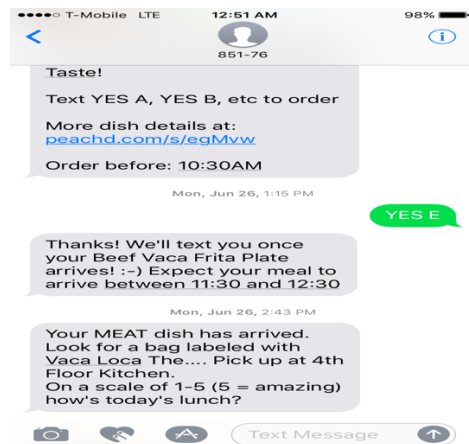 T-Mobile LTE 12:51 AM 98%
851-76
Taste!
Text YES A, YES B, etc to order
More dish details at:
peachd.com/s/egMvw
Order before: 10:30AM
Mon, Jun 26, 1:15 PM
YES E
Thanks! We'll text you once
your Beef Vaca Frita Plate
arrives! :-) Expect your meal to
arrive between 11:30 and 12:30
Mon, Jun 26, 2:43 PM
Your MEAT dish has arrived.
Look for a bag labeled with
Vaca Loca The.... Pick up at 4th
Floor Kitchen.
On a scale of 1-5 (5 = amazing)
how's today's lunch?
Text Message